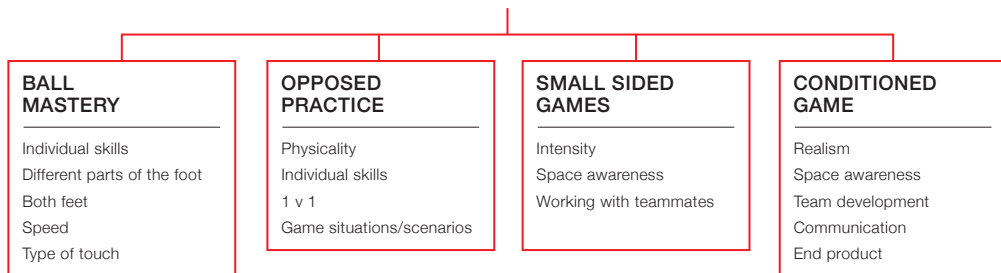 BALL
MASTERY
Individual skills
Different parts of the foot
Both feet
Speed
Type of touch
OPPOSED
PRACTICE
Physicality
Individual skills
1 v 1
Game situations/scenarios
SMALL SIDED
GAMES
Intensity
Space awareness
Working with teammates
CONDITIONED
GAME
Realism
Space awareness
Team development
Communication
End product